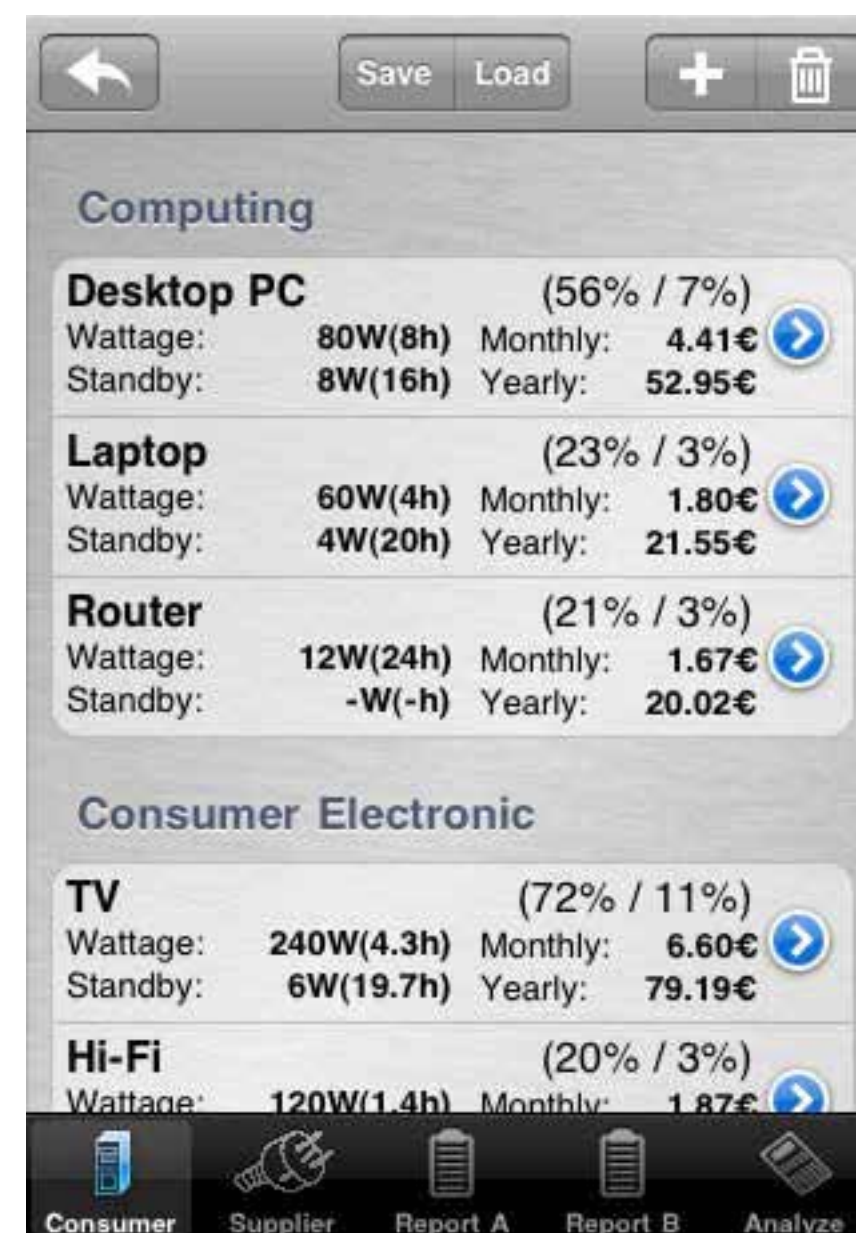 Save Load
Computing
Desktop PC (56% / 7%)
Wattage: 80W(8h) Monthly: 4.41€
Standby: 8W(16h) Yearly: 52.95€
Laptop (23% / 3%)
Wattage: 60W(4h) Monthly: 1.80€
Standby: 4W(20h) Yearly: 21.55€
Router (21% / 3%)
Wattage: 12W(24h) Monthly: 1.67€
Standby: -W(-h) Yearly: 20.02€
Consumer Electronic
TV (72% / 11%)
Wattage: 240W(4.3h) Monthly: 6.60€
Standby: 6W(19.7h) Yearly: 79.19€
Hi-Fi (20% / 3%)
Wattage: 120W(1.4h) Monthly: 1.87€
Consumer Supplier Report A Report B Analyze